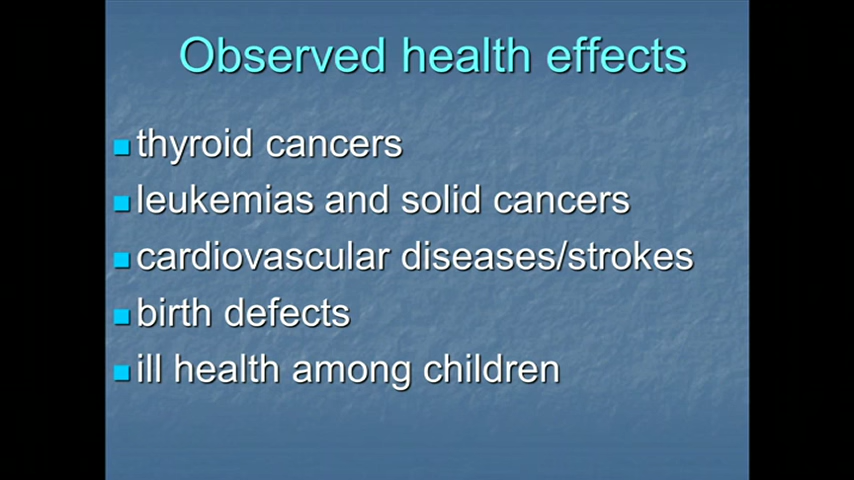 Observed health effects
thyroid cancers
leukemias and solid cancers
cardiovascular diseases/strokes
birth defects
ill health among children